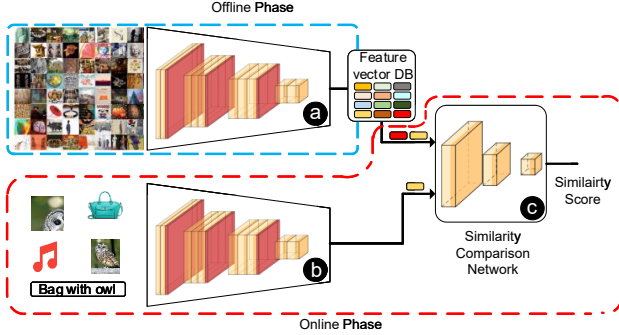 Offline Phase
Feature
vector DB
a
Similairty
Score
c
Similarity
Comparison
Network
b
Bag with owl
Online Phase